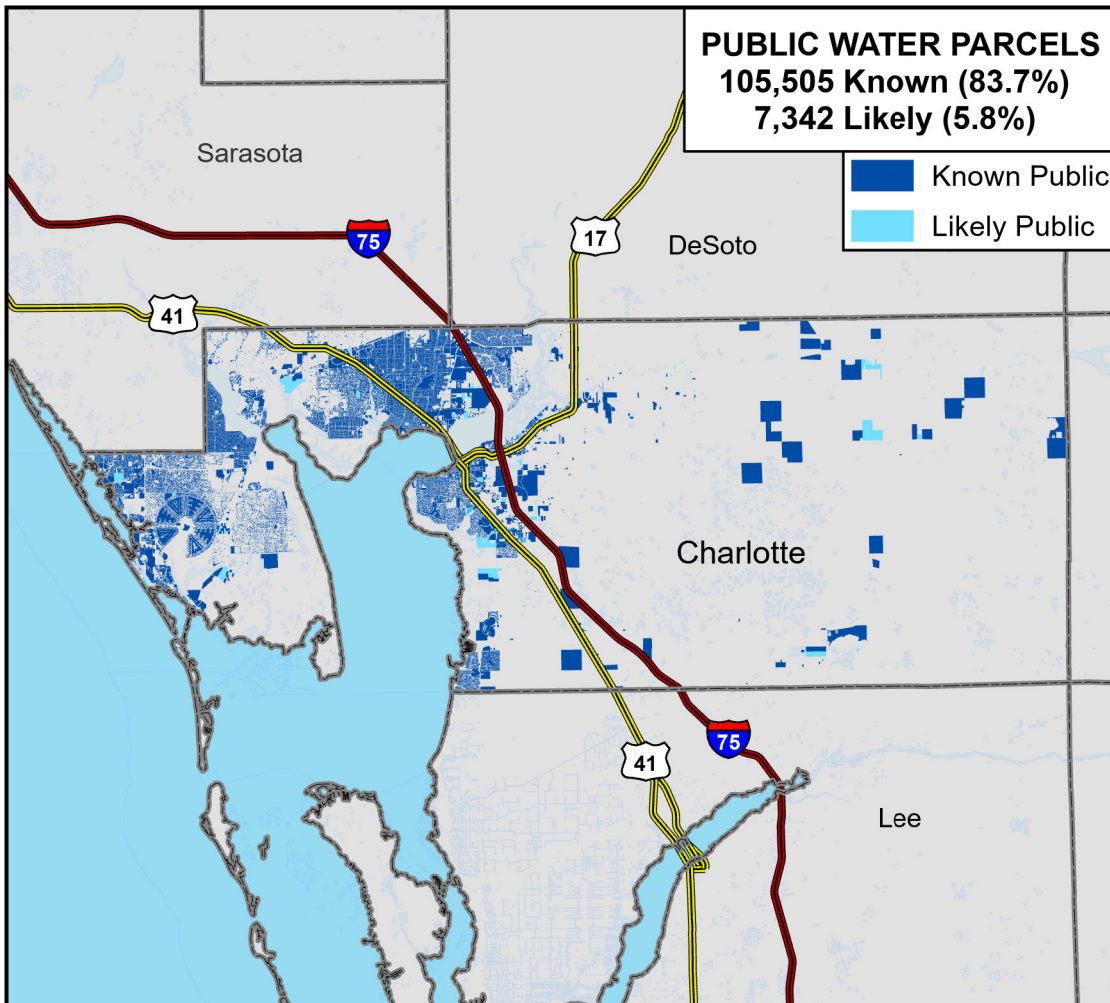 PUBLIC WATER PARCELS
105,505 Known (83.7%)
7,342 Likely (5.8%)
Known Public
Likely Public
Sarasota
75
17
DeSoto
41
Charlotte
75
41
Lee